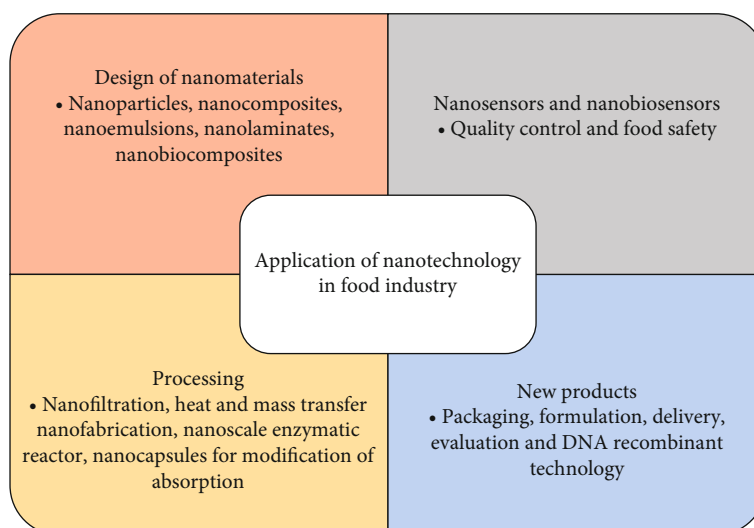 Design of nanomaterials
• Nanoparticles, nanocomposites,
nanoemulsions, nanolaminates,
nanobiocomposites
Nanosensors and nanobiosensors
• Quality control and food safety
Application of nanotechnology
in food industry
Processing
• Nanofiltration, heat and mass transfer
nanofabrication, nanoscale enzymatic
reactor, nanocapsules for modification of
absorption
New products
• Packaging, formulation, delivery,
evaluation and DNA recombinant
technology